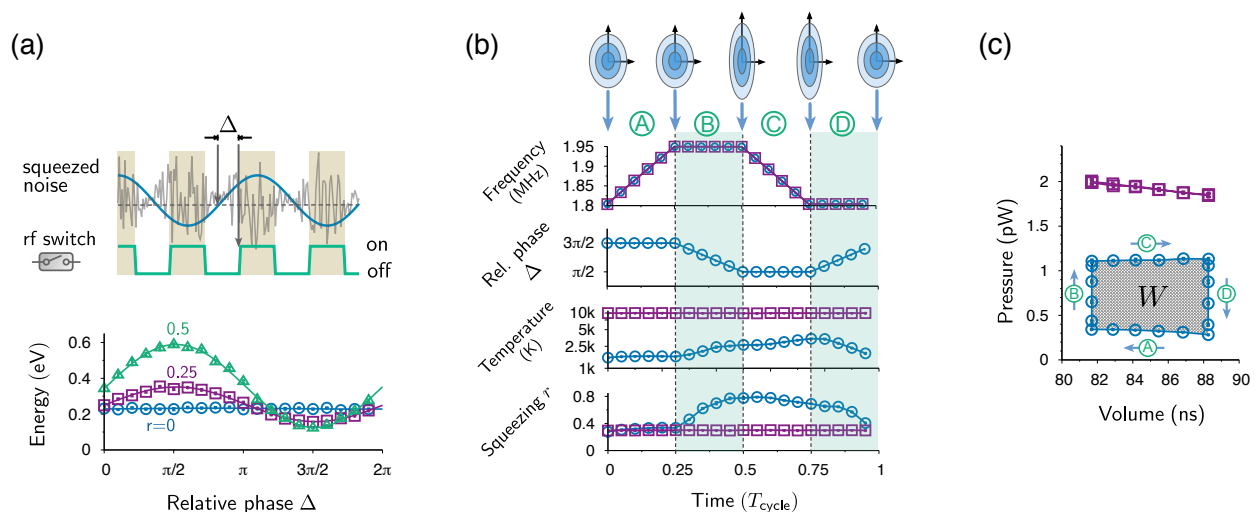 (a)
Δ
squeezed
noise
rf switch
on
off
Energy (eV)
0.6
0.4
0.2
0
0.5
0.25
r=0
0
π/2
π
3π/2
2π
Relative phase Δ
(b)
A
B
C
D
Frequency
(MHz)
1.95
1.9
1.85
1.8
Rel. phase
Δ
3π/2
π/2
Temperature
(K)
10k
5k
2.5k
1k
Squeezing r
0.8
0.4
0
0
0.25
0.5
0.75
1
Time (Tcycle)
(c)
Pressure (pW)
2
1.5
1
0.5
0
C
B
W
D
A
80
82
84
86
88
90
Volume (ns)